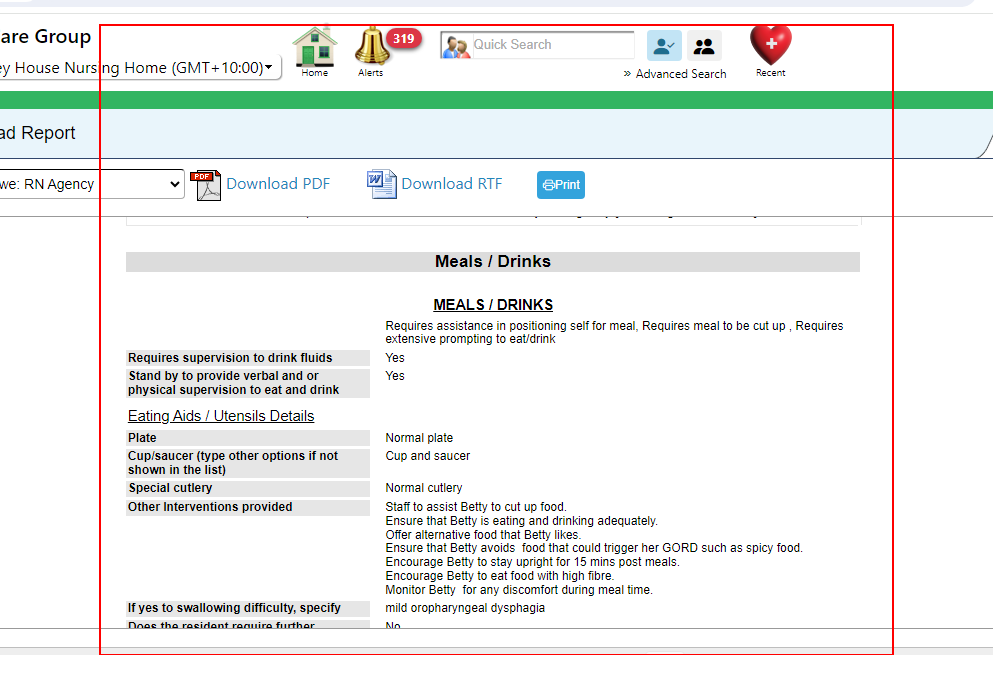 are Group
319
Quick Search
ey House Nursing Home (GMT+10:00)
Home
Alerts
» Advanced Search
Recent
ad Report
we: RN Agency
PDF
Download PDF
W
Download RTF
Print
Meals / Drinks
MEALS / DRINKS
Requires assistance in positioning self for meal, Requires meal to be cut up , Requires
extensive prompting to eat/drink
Requires supervision to drink fluids Yes
Stand by to provide verbal and or Yes
physical supervision to eat and drink
Eating Aids / Utensils Details
Plate Normal plate
Cup/saucer (type other options if not Cup and saucer
shown in the list)
Special cutlery Normal cutlery
Other Interventions provided Staff to assist Betty to cut up food.
Ensure that Betty is eating and drinking adequately.
Offer alternative food that Betty likes.
Ensure that Betty avoids  food that could trigger her GORD such as spicy food.
Encourage Betty to stay upright for 15 mins post meals.
Encourage Betty to eat food with high fibre.
Monitor Betty  for any discomfort during meal time.
If yes to swallowing difficulty, specify mild oropharyngeal dysphagia
Does the resident require further No